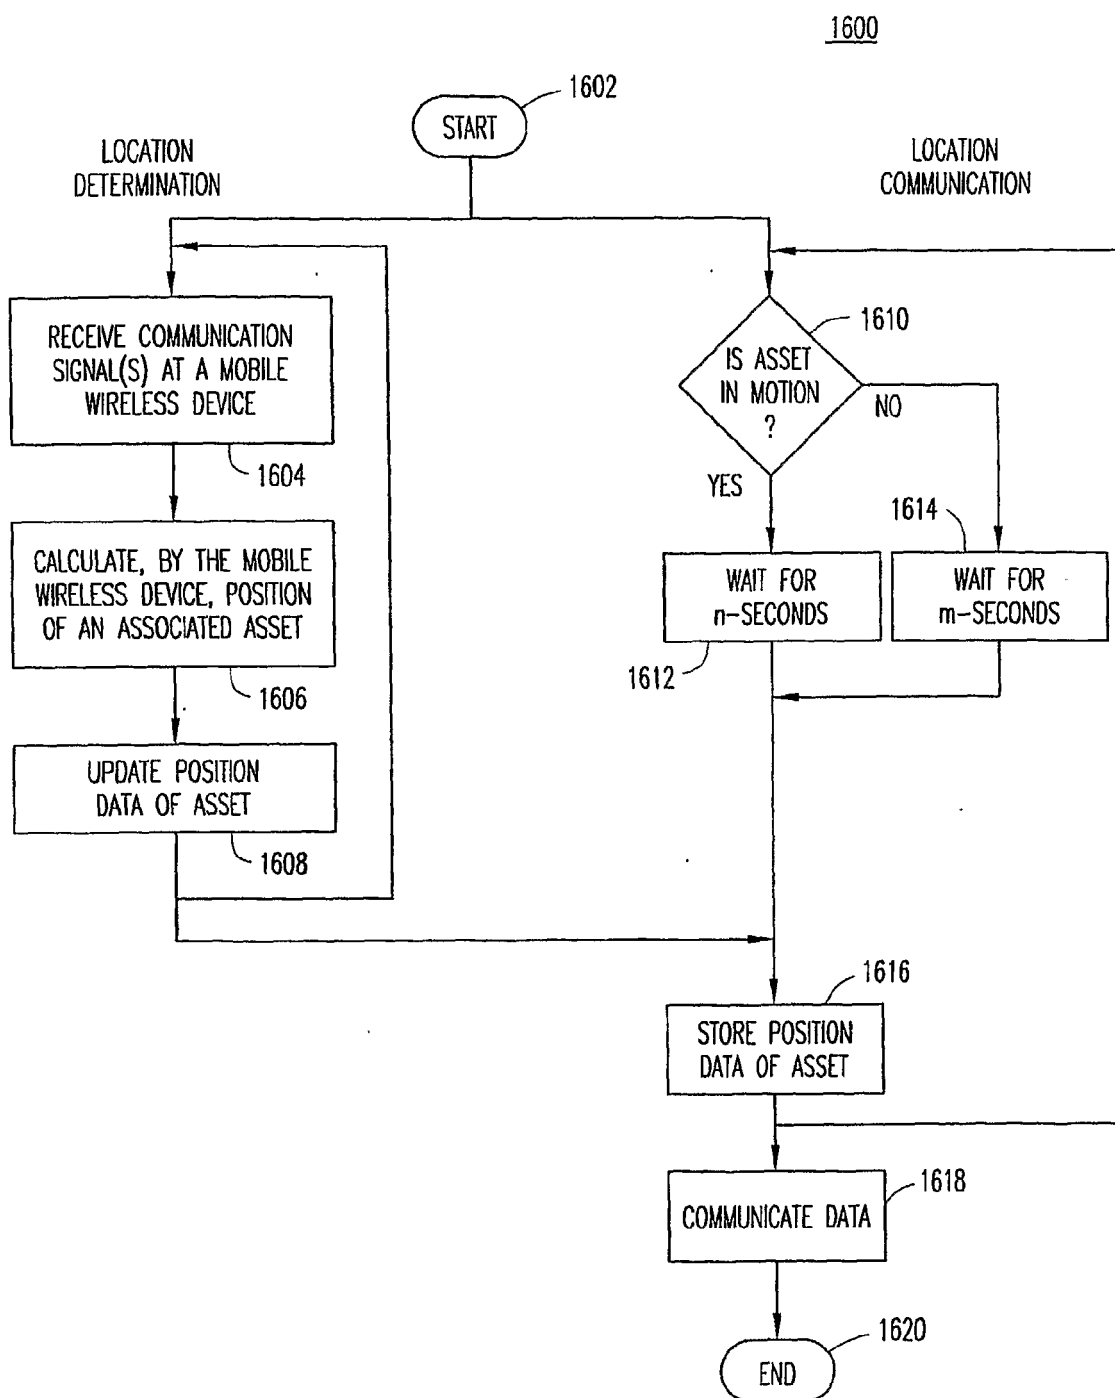 1600
1602
START
LOCATION
DETERMINATION
LOCATION
COMMUNICATION
RECEIVE COMMUNICATION
SIGNAL(S) AT A MOBILE
WIRELESS DEVICE
1604
CALCULATE, BY THE MOBILE
WIRELESS DEVICE, POSITION
OF AN ASSOCIATED ASSET
1606
UPDATE POSITION
DATA OF ASSET
1608
1610
IS ASSET
IN MOTION
?
NO
YES
1614
WAIT FOR
n-SECONDS
1612
WAIT FOR
m-SECONDS
1616
STORE POSITION
DATA OF ASSET
1618
COMMUNICATE DATA
1620
END